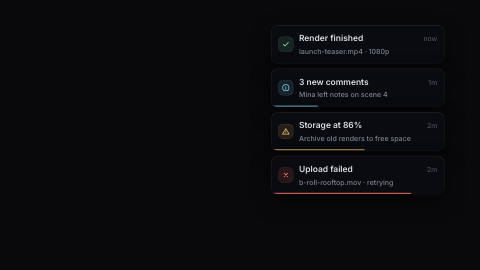 Render finished
now
launch-teaser.mp4 · 1080p
3 new comments
1m
Mina left notes on scene 4
Storage at 86%
2m
Archive old renders to free space
Upload failed
2m
b-roll-rooftop.mov · retrying